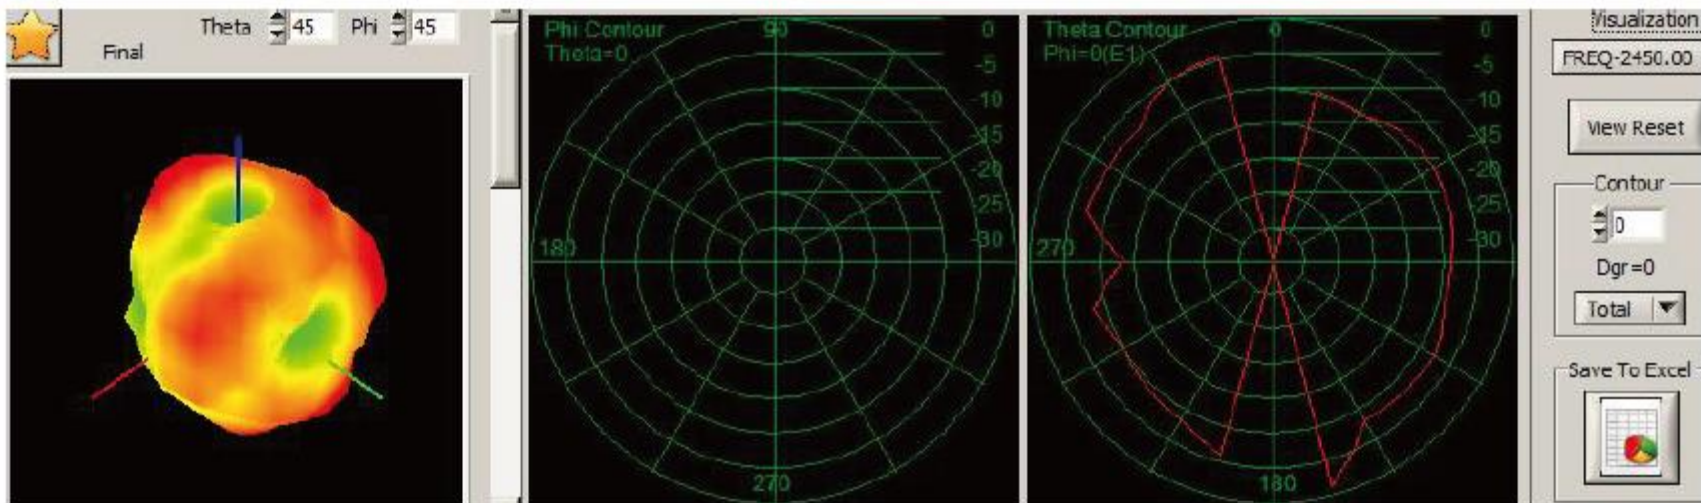 Theta 45 Phi 45
Final
Phi Contour
Theta=0
90
180
270
0
-5
-10
-15
-20
-25
-30
Theta Contour
Phi=0(E1)
0
270
180
0
-5
-10
-15
-20
25
-30
Visualization
FREQ-2450.00
View Reset
Contour
0
Dgr=0
Total
Save To Excel